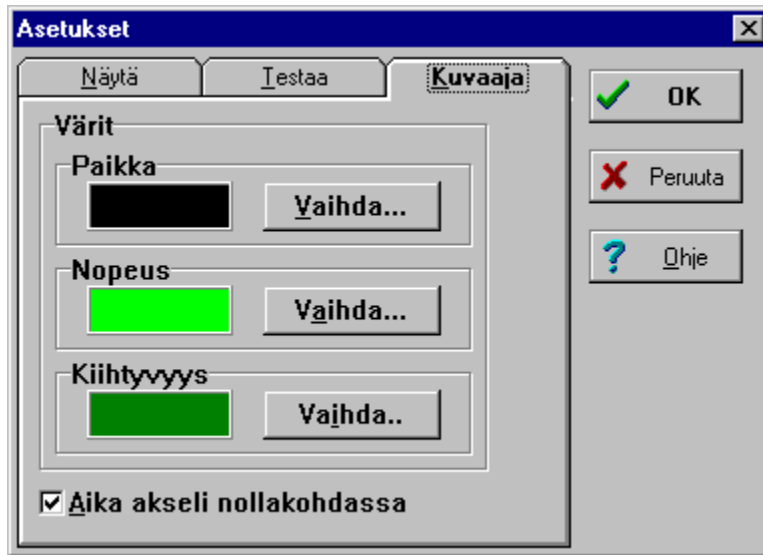 Asetukset
Näytä Testaa Kuvaaja
Värit
Paikka
Vaihda...
Nopeus
Vaihda...
Kiihtyvyys
Vaihda..
Aika akseli nollakohdassa
OK
Peruuta
? Ohje